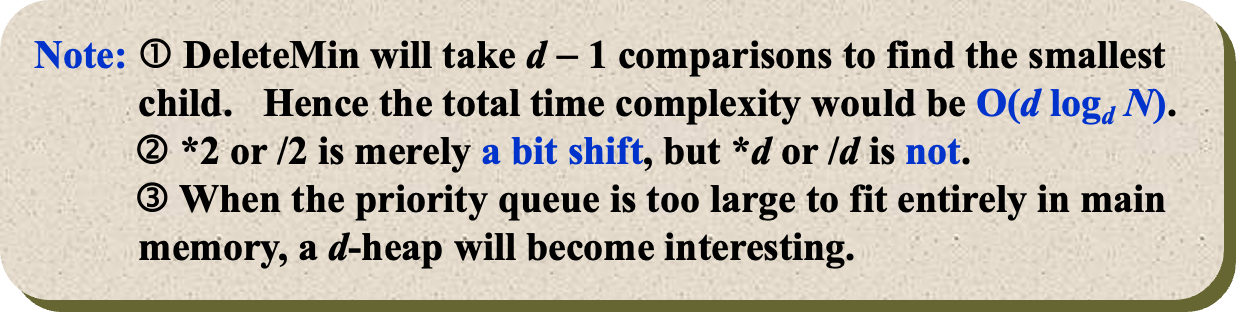 Note: ① DeleteMin will take d – 1 comparisons to find the smallest
child. Hence the total time complexity would be O(d log_d N).
② *2 or /2 is merely a bit shift, but *d or /d is not.
③ When the priority queue is too large to fit entirely in main
memory, a d-heap will become interesting.